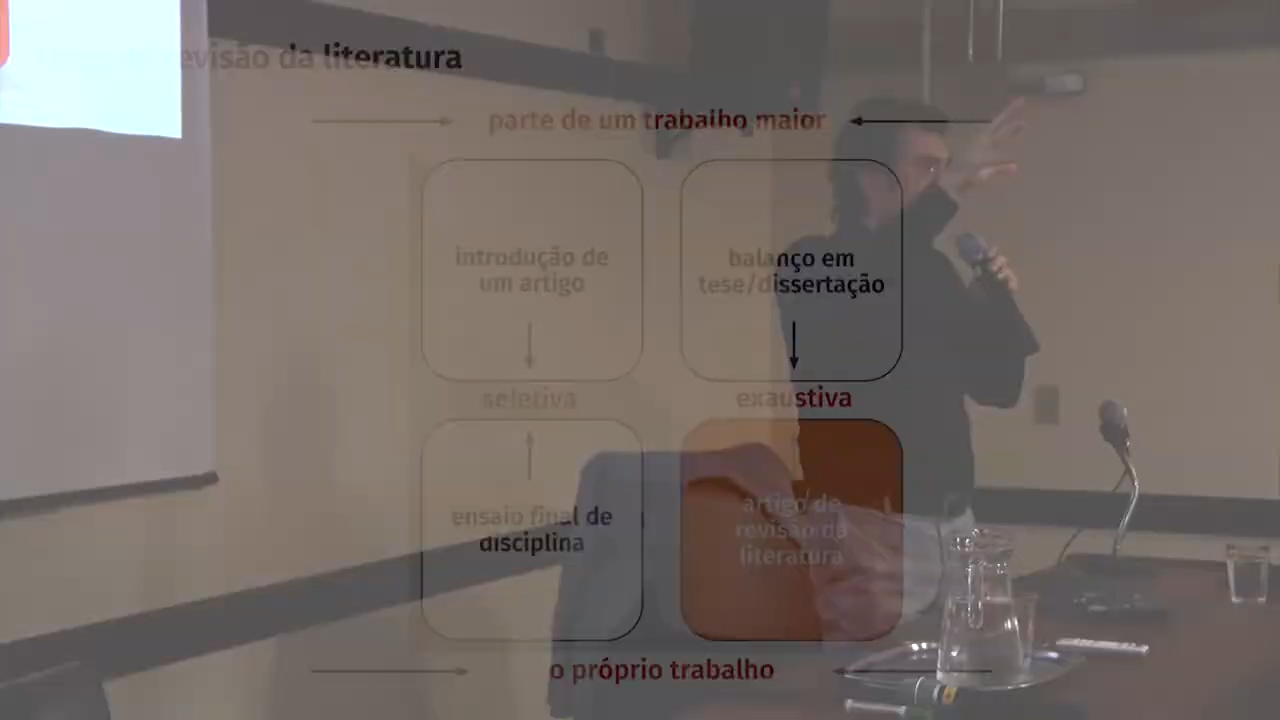 revisão da literatura
parte de um trabalho maior
introdução de
um artigo
balanço em
tese/dissertação
seletiva
exaustiva
ensaio final de
disciplina
artigo de
revisão da
literatura
o próprio trabalho